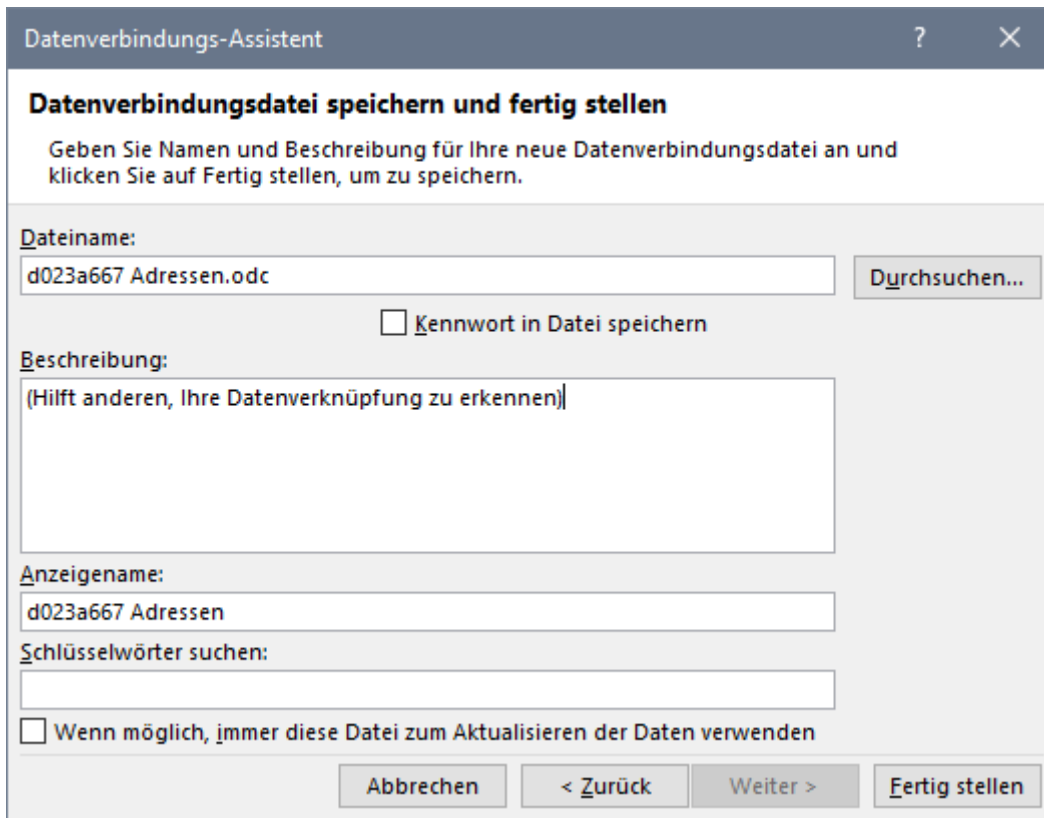 Datenverbindungs-Assistent ?
Datenverbindungsdatei speichern und fertig stellen
Geben Sie Namen und Beschreibung für Ihre neue Datenverbindungsdatei an und
klicken Sie auf Fertig stellen, um zu speichern.
Dateiname:
d023a667 Adressen.odc
Durchsuchen...
Kennwort in Datei speichern
Beschreibung:
(Hilft anderen, Ihre Datenverknüpfung zu erkennen)
Anzeigename:
d023a667 Adressen
Schlüsselwörter suchen:
Wenn möglich, immer diese Datei zum Aktualisieren der Daten verwenden
Abbrechen < Zurück Weiter > Fertig stellen